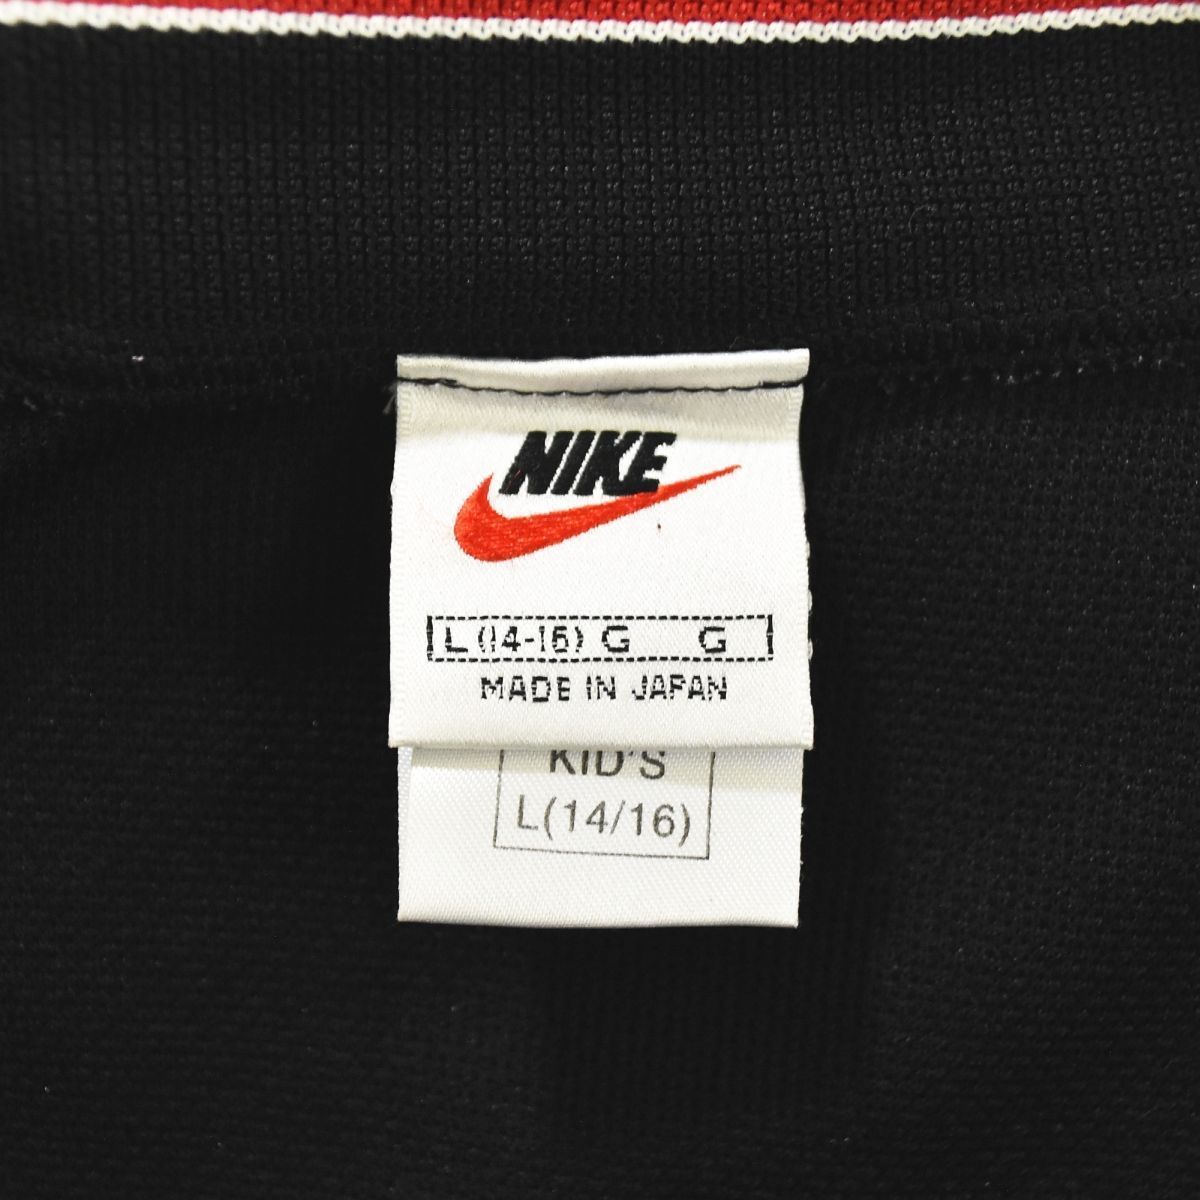 NIKE
L (14-16) G G
MADE IN JAPAN
KID'S
L(14/16)